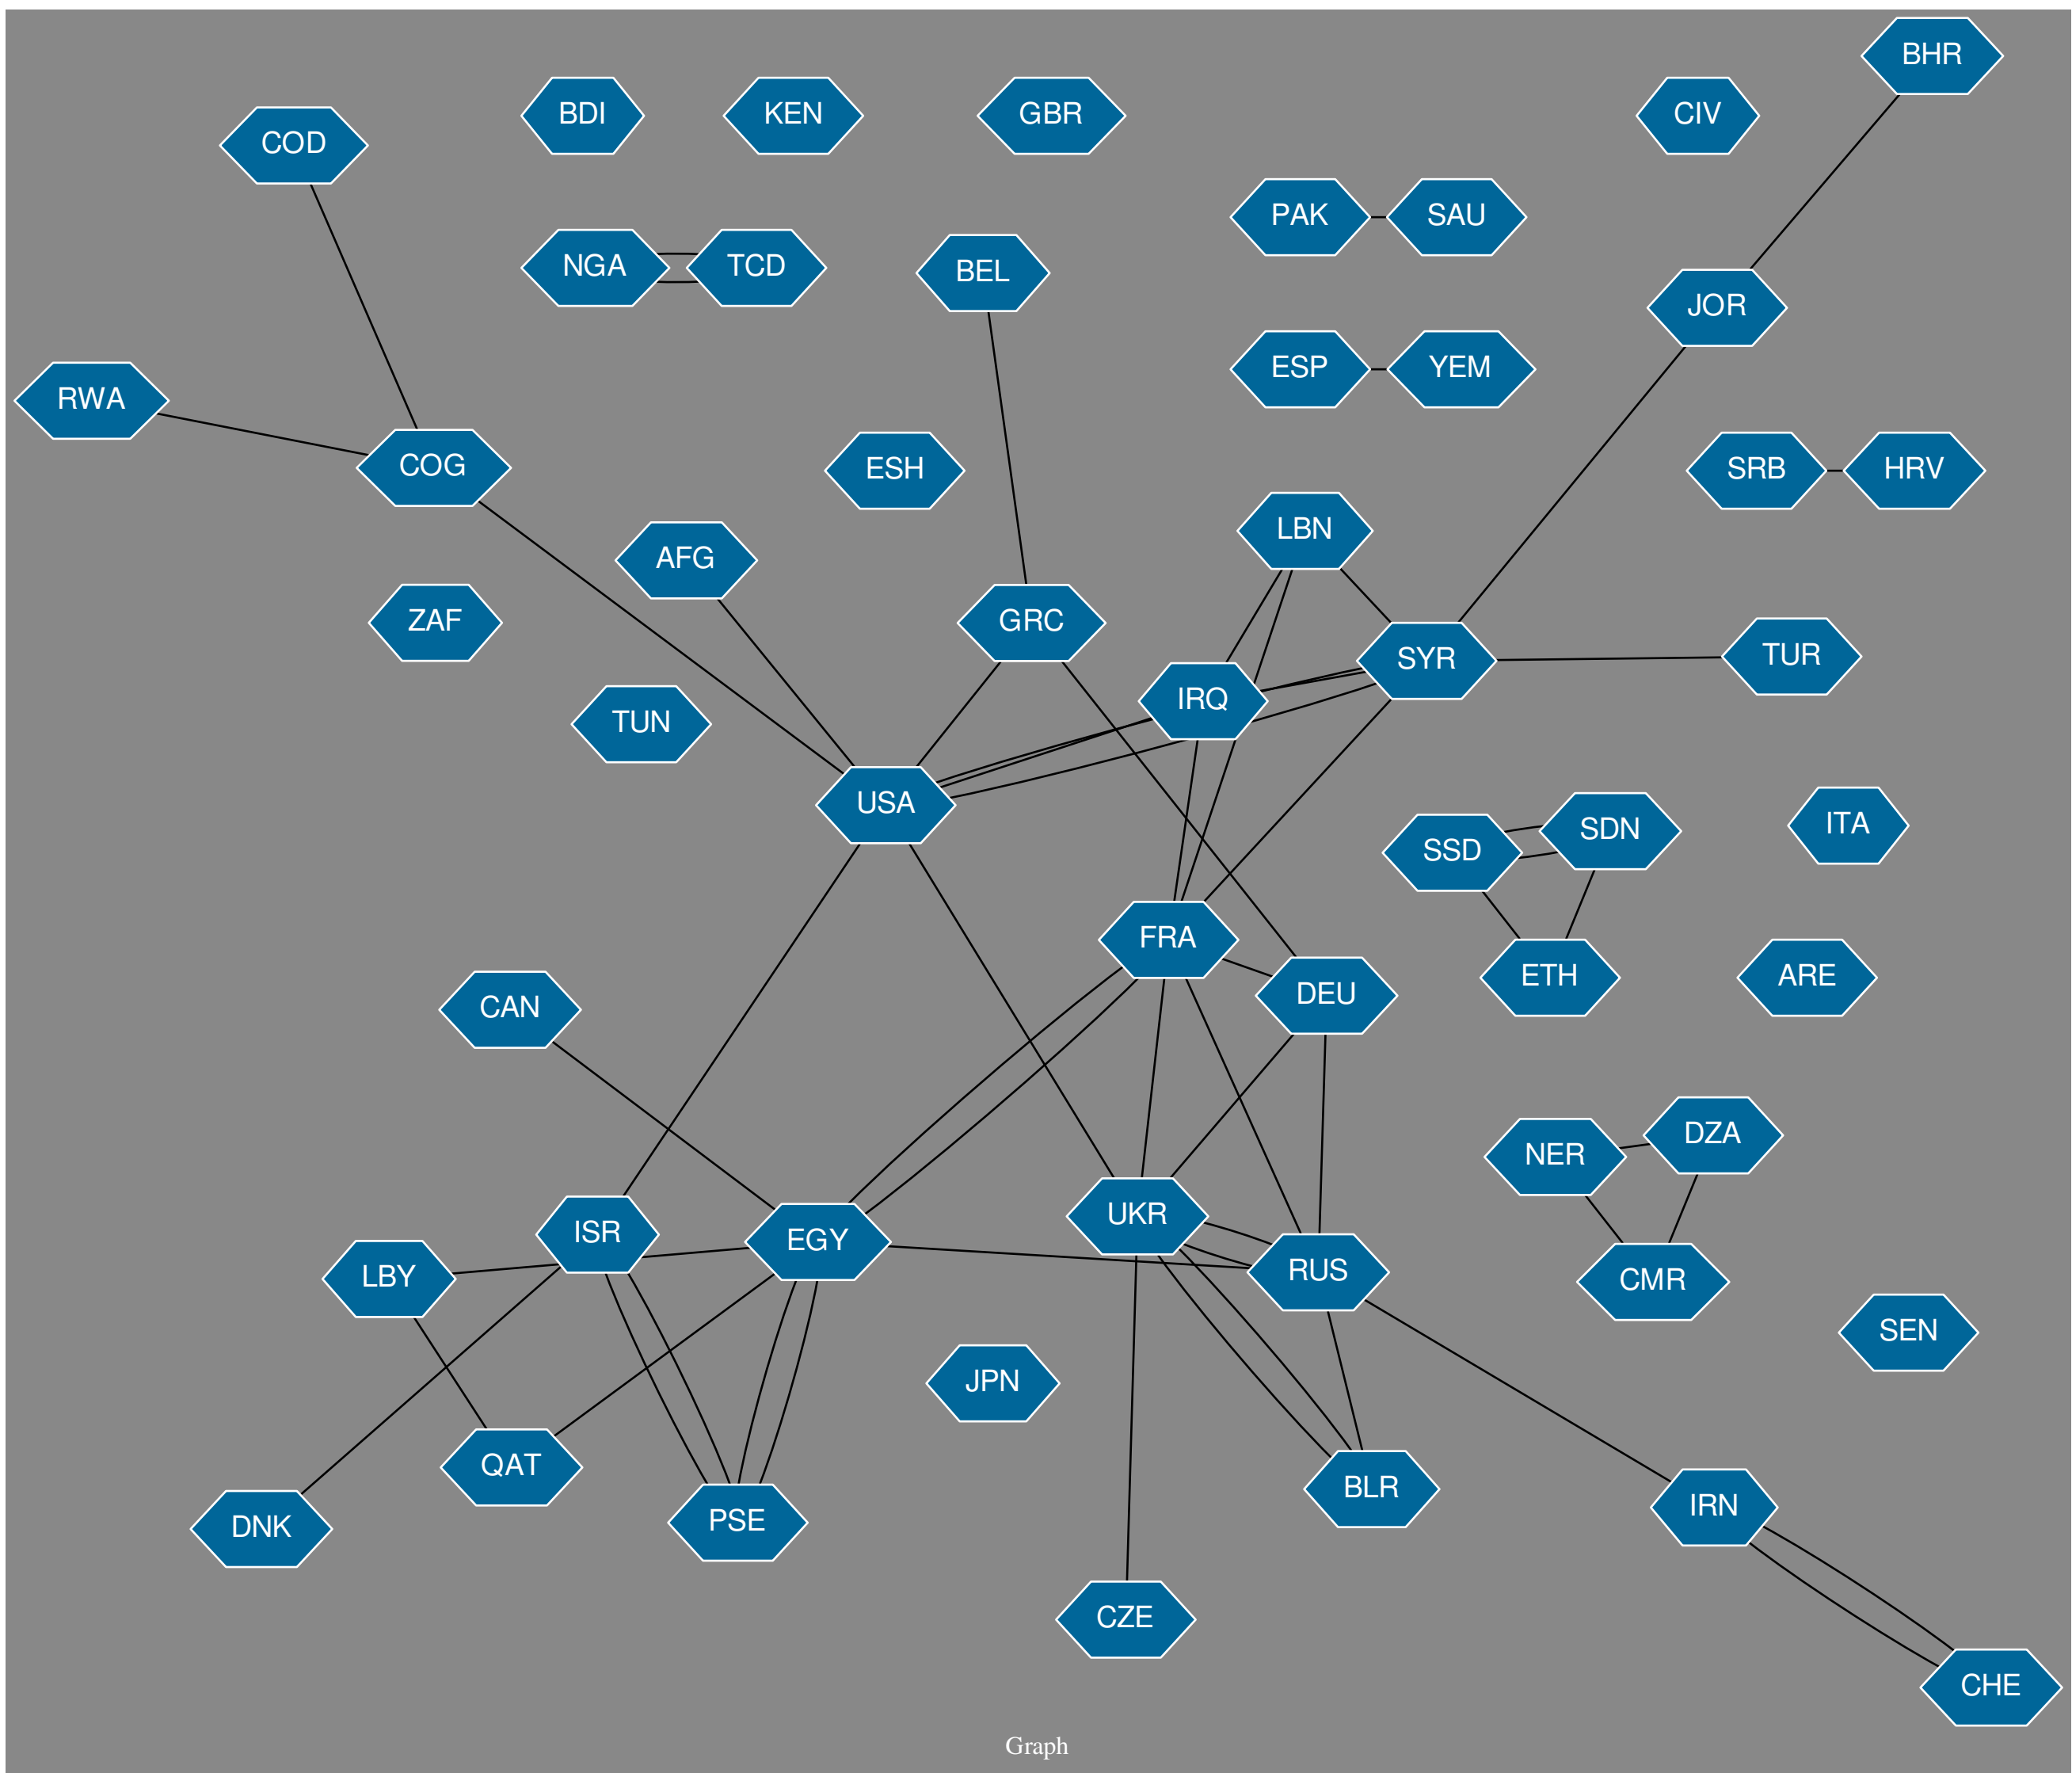 BHR
BDI
KEN
GBR
CIV
COD
PAK
SAU
NGA
TCD
BEL
JOR
ESP
YEM
RWA
COG
ESH
SRB
HRV
LBN
AFG
ZAF
GRC
SYR
TUR
IRQ
TUN
USA
SDN
ITA
SSD
FRA
ETH
ARE
DEU
CAN
DZA
NER
UKR
ISR
EGY
RUS
LBY
CMR
SEN
JPN
QAT
BLR
IRN
PSE
DNK
CZE
CHE
Graph